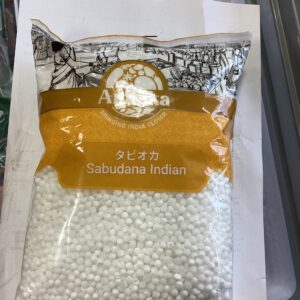 BRINGING INDIA CLOSER
タピオカ
Sabudana Indian